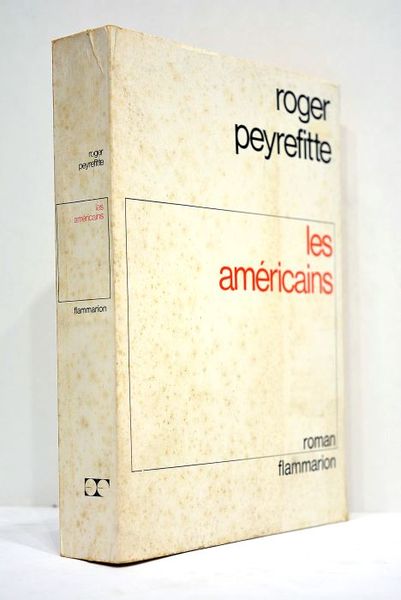 roger
peyrefitte
les
américains
roman
flammarion
roger
peyrefitte
les
américains
flammarion